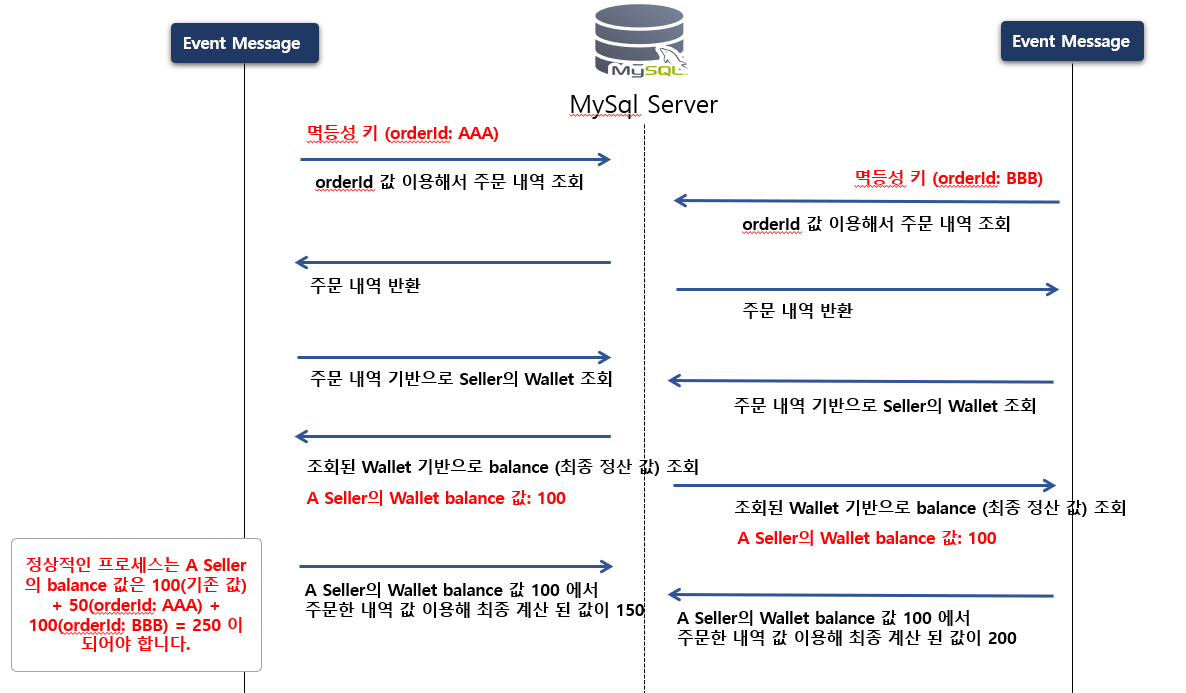 Event Message
MySQL
Event Message
MySql Server
멱등성 키 (orderId: AAA)
orderId 값 이용해서 주문 내역 조회
멱등성 키 (orderId: BBB)
orderId 값 이용해서 주문 내역 조회
주문 내역 반환
주문 내역 반환
주문 내역 기반으로 Seller의 Wallet 조회
주문 내역 기반으로 Seller의 Wallet 조회
조회된 Wallet 기반으로 balance (최종 정산 값) 조회
A Seller의 Wallet balance 값: 100
조회된 Wallet 기반으로 balance (최종 정산 값) 조회
A Seller의 Wallet balance 값: 100
정상적인 프로세스는 A Seller
의 balance 값은 100(기존 값)
+ 50(orderId: AAA) +
100(orderId: BBB) = 250 이
되어야 합니다.
A Seller의 Wallet balance 값 100 에서
주문한 내역 값 이용해 최종 계산 된 값이 150
A Seller의 Wallet balance 값 100 에서
주문한 내역 값 이용해 최종 계산 된 값이 200